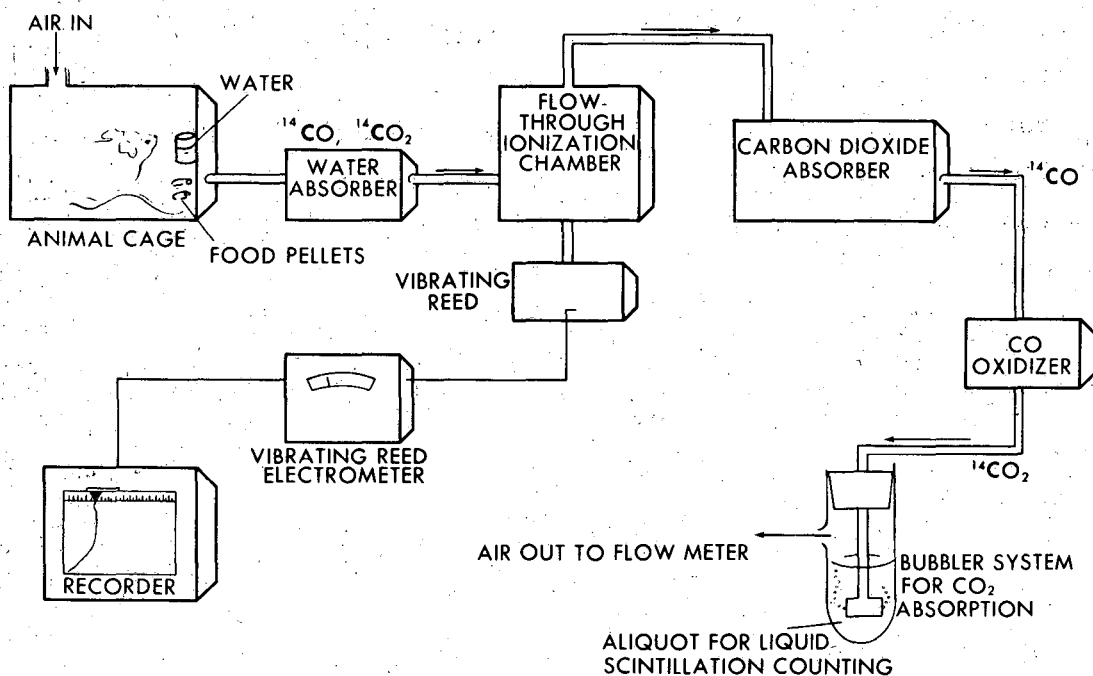 AIR IN
WATER
¹⁴CO, ¹⁴CO₂
WATER
ABSORBER
FLOW-
THROUGH
IONIZATION
CHAMBER
CARBON DIOXIDE
ABSORBER
¹⁴CO
ANIMAL CAGE
FOOD PELLETS
VIBRATING
REED
CO
OXIDIZER
VIBRATING REED
ELECTROMETER
¹⁴CO₂
RECORDER
AIR OUT TO FLOW METER
BUBBLER SYSTEM
FOR CO₂
ABSORPTION
ALIQUOT FOR LIQUID
SCINTILLATION COUNTING